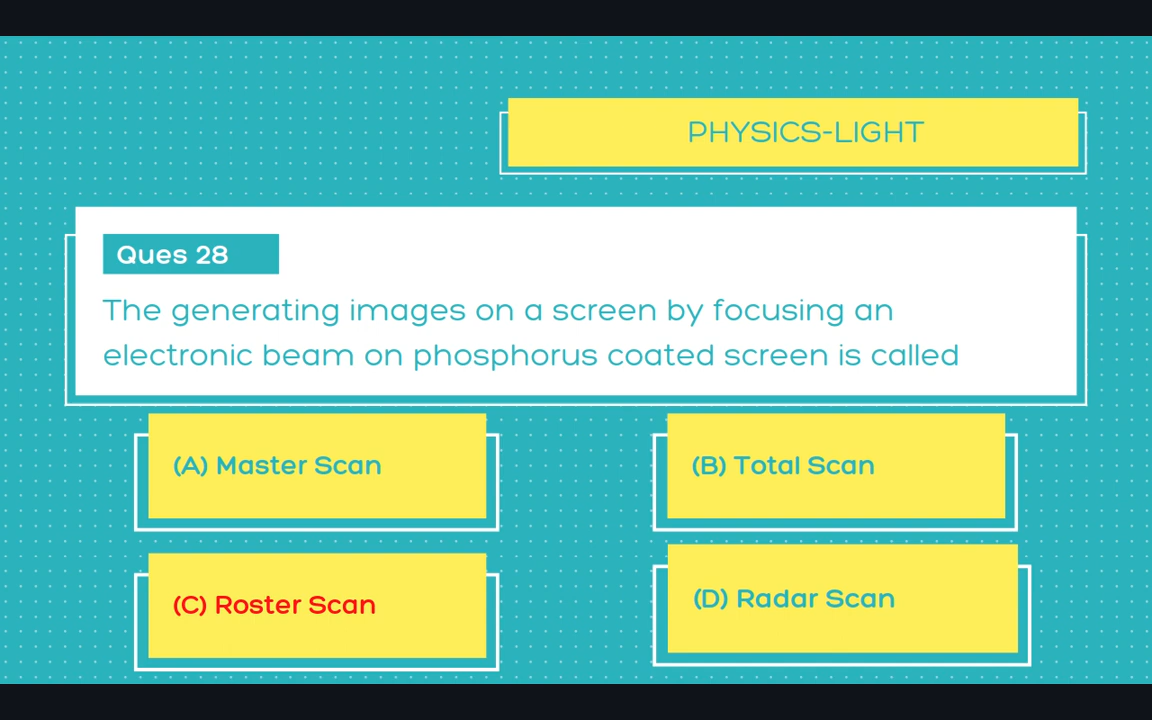 PHYSICS-LIGHT
Ques 28
The generating images on a screen by focusing an
electronic beam on phosphorus coated screen is called
(A) Master Scan
(B) Total Scan
(C) Roster Scan
(D) Radar Scan